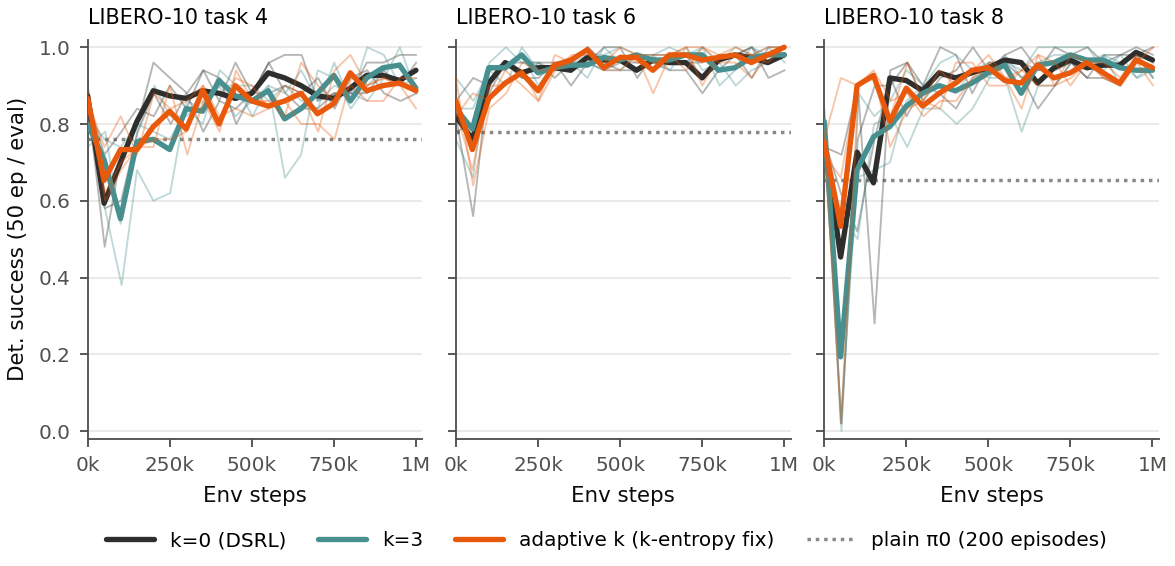 LIBERO-10 task 4
LIBERO-10 task 6
LIBERO-10 task 8
Det. success (50 ep / eval)
1.0
0.8
0.6
0.4
0.2
0.0
0k 250k 500k 750k 1M
0k 250k 500k 750k 1M
0k 250k 500k 750k 1M
Env steps
Env steps
Env steps
k=0 (DSRL)
k=3
adaptive k (k-entropy fix)
plain π0 (200 episodes)